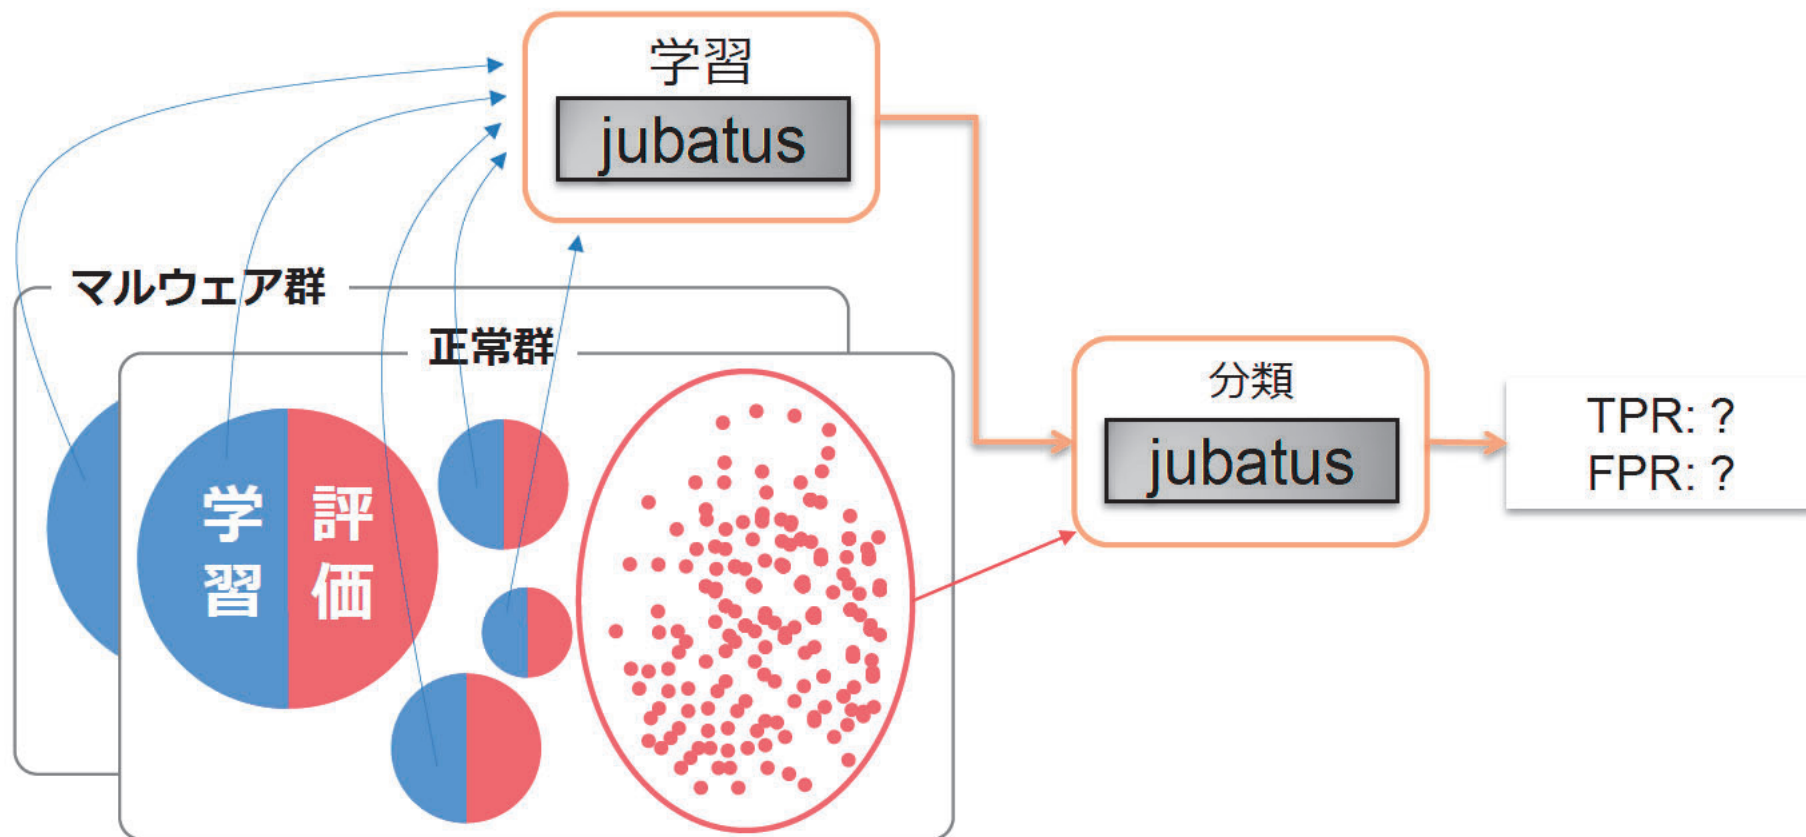 学習
jubatus
マルウェア群
正常群
学習
評価
分類
jubatus
TPR: ?
FPR: ?